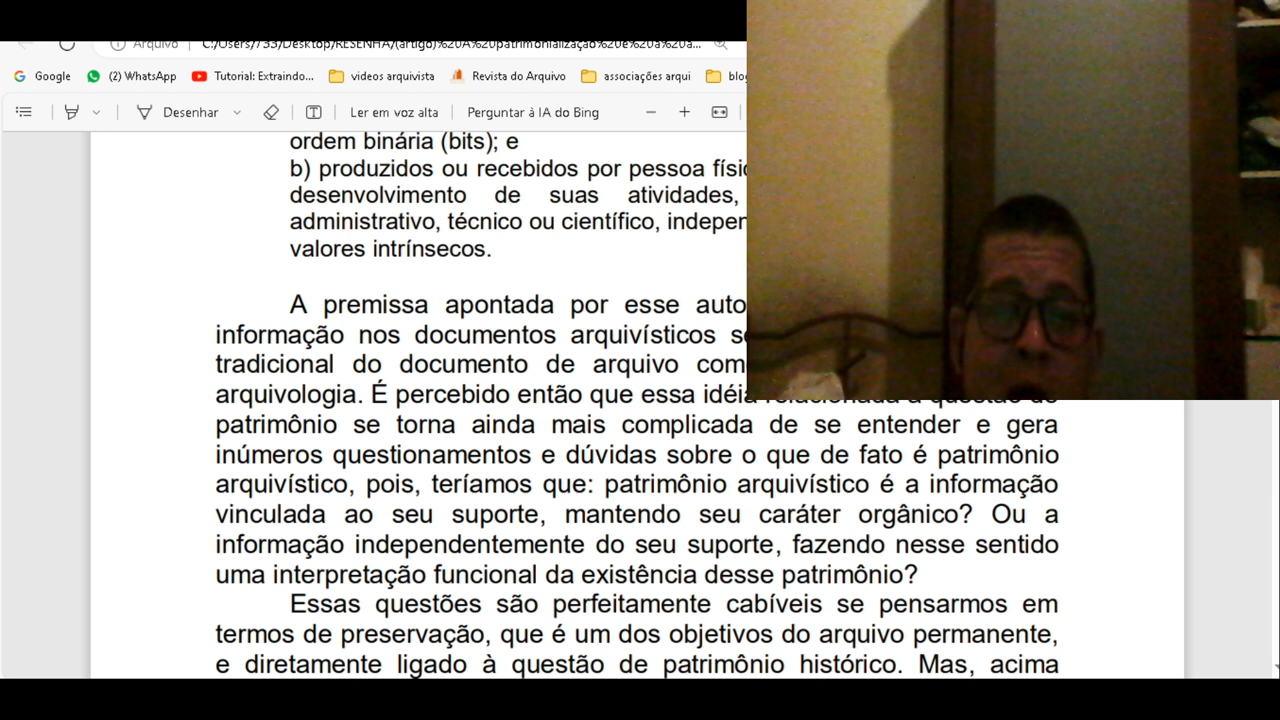 Arquivo C:/Users/733/Desktop/RESENHA/(artigo)%20A%20patrimonialização%20e%20a%20a...
Google (2) WhatsApp Tutorial: Extraindo... videos arquivista Revista do Arquivo associações arqui blog
Desenhar Ler em voz alta Perguntar à IA do Bing
ordem binária (bits); e
b) produzidos ou recebidos por pessoa
desenvolvimento de suas atividades,
administrativo, técnico ou científico,
valores intrínsecos.
A premissa apontada por esse
informação nos documentos arquivísticos
tradicional do documento de arquivo
arquivologia. É percebido então que essa idéia relacionada a questão de
patrimônio se torna ainda mais complicada de se entender e gera
inúmeros questionamentos e dúvidas sobre o que de fato é patrimônio
arquivístico, pois, teríamos que: patrimônio arquivístico é a informação
vinculada ao seu suporte, mantendo seu caráter orgânico? Ou a
informação independentemente do seu suporte, fazendo nesse sentido
uma interpretação funcional da existência desse patrimônio?
Essas questões são perfeitamente cabíveis se pensarmos em
termos de preservação, que é um dos objetivos do arquivo permanente,
e diretamente ligado à questão de patrimônio histórico. Mas, acima